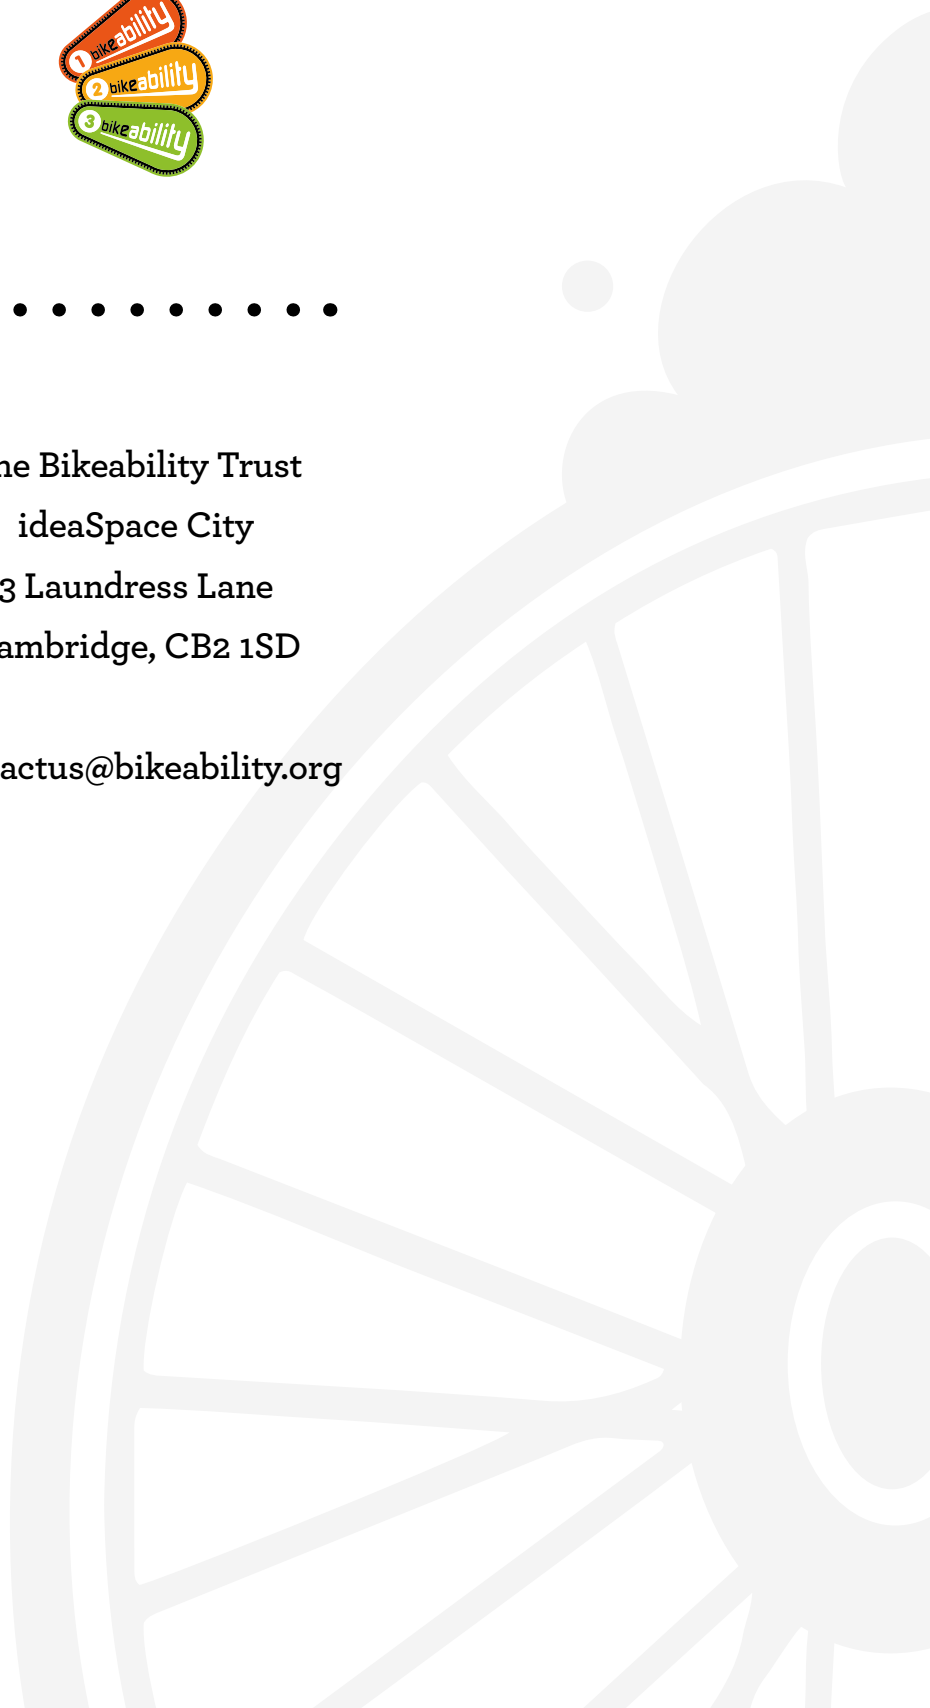 1 bikeability
2 bikeability
3 bikeability
he Bikeability Trust
ideaSpace City
3 Laundress Lane
ambridge, CB2 1SD
actus@bikeability.org